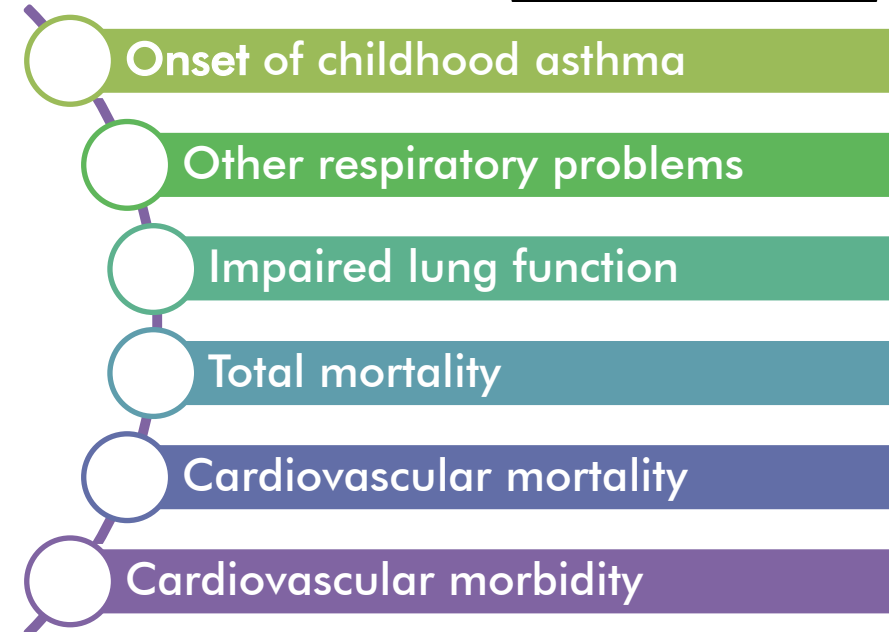 Onset of childhood asthma
Other respiratory problems
Impaired lung function
Total mortality
Cardiovascular mortality
Cardiovascular morbidity